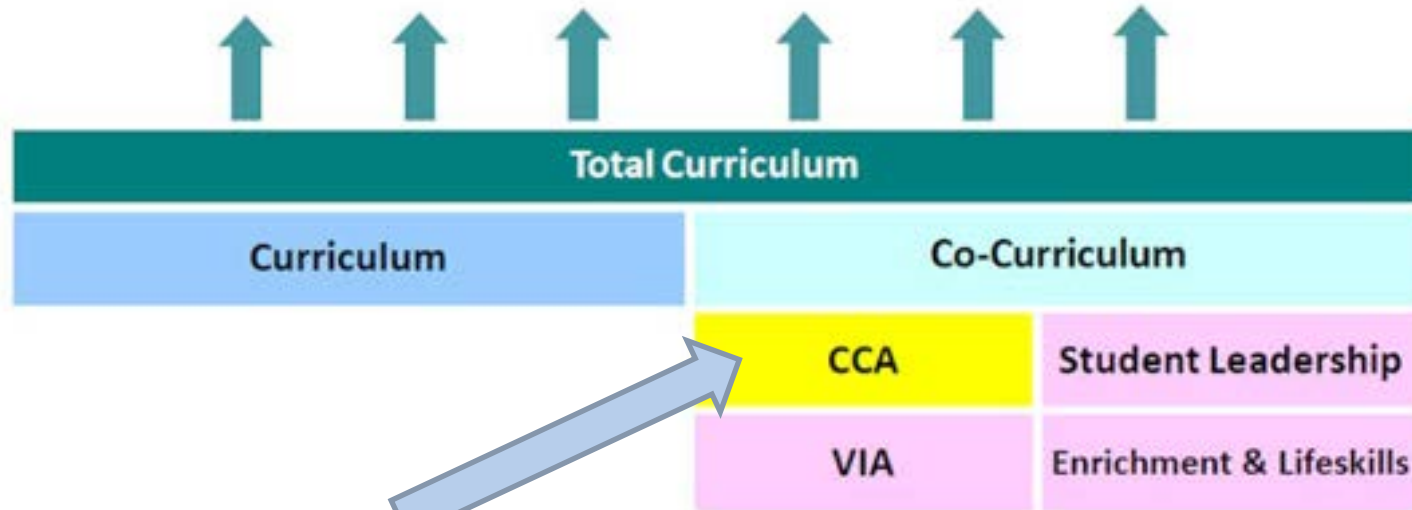 Total Curriculum
Curriculum
Co-Curriculum
CCA
Student Leadership
VIA
Enrichment & Lifeskills